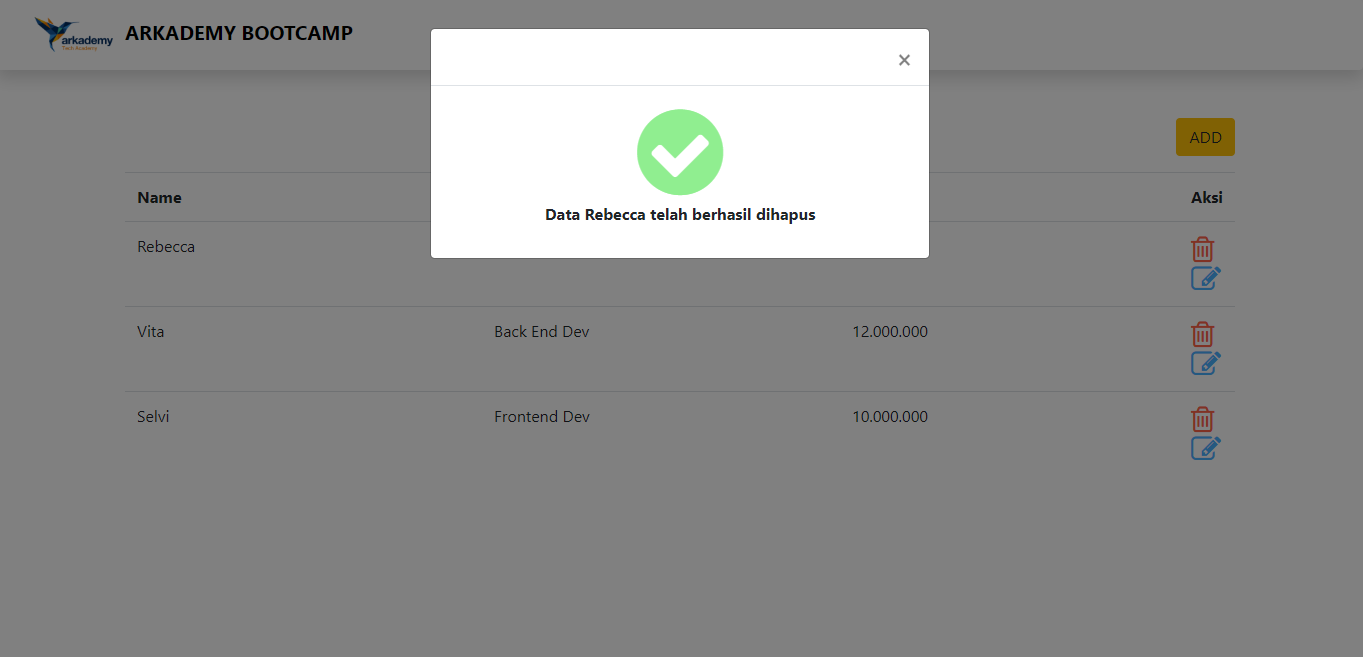 arkademy
Tech Academy
ARKADEMY BOOTCAMP
×
Data Rebecca telah berhasil dihapus
ADD
Name Aksi
Rebecca
Vita Back End Dev 12.000.000
Selvi Frontend Dev 10.000.000